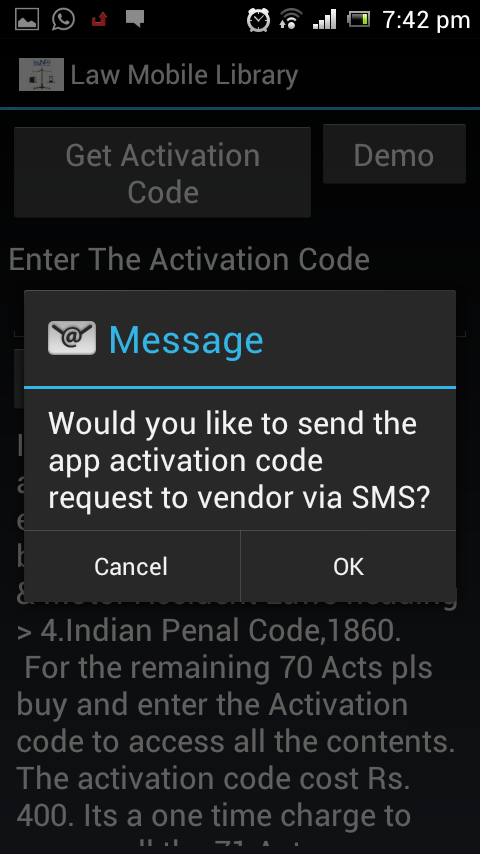 7:42 pm
Law Mobile Library
Get Activation
Code
Demo
Enter The Activation Code
Message
Would you like to send the
app activation code
request to vendor via SMS?
Cancel
OK
> 4.Indian Penal Code,1860.
For the remaining 70 Acts pls
buy and enter the Activation
code to access all the contents.
The activation code cost Rs.
400. Its a one time charge to